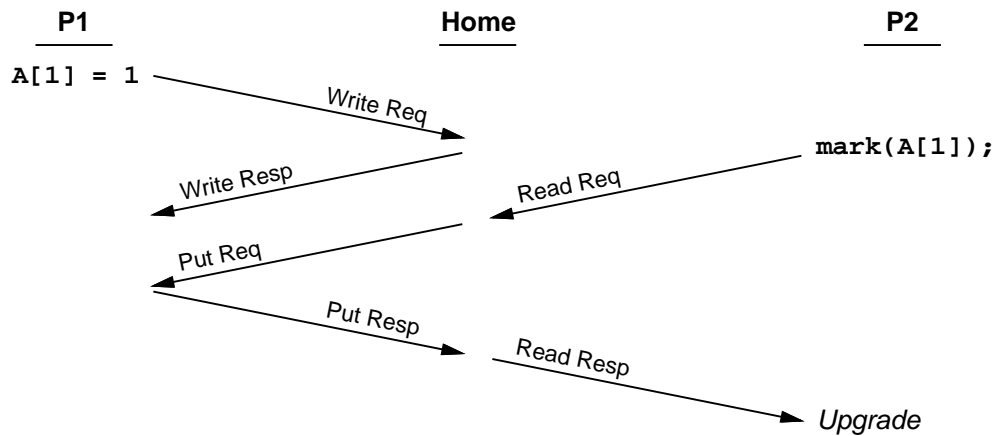 P1 Home P2
A[1] = 1
Write Req
mark(A[1]);
Write Resp
Read Req
Put Req
Put Resp
Read Resp
Upgrade